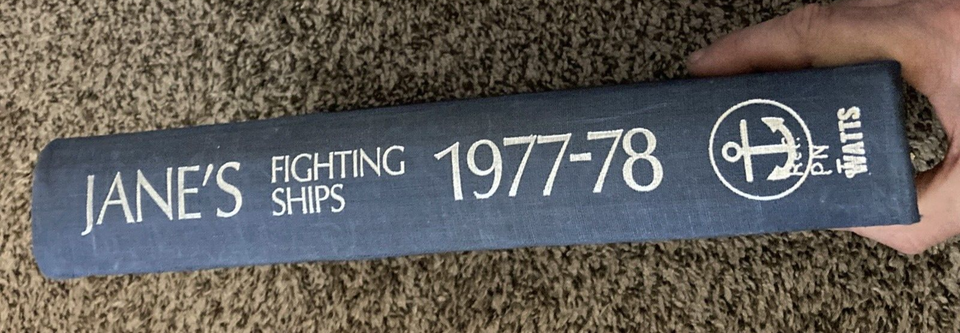 JANE'S
FIGHTING
SHIPS
1977-78
WATTS